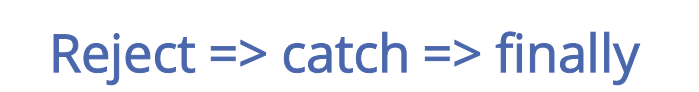 Reject => catch => finally